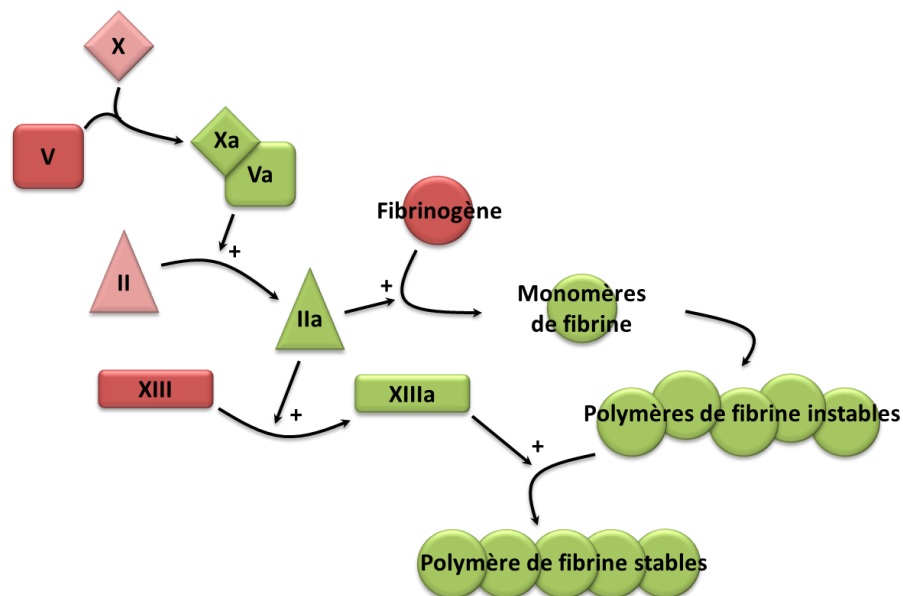 X
V
Xa
Va
Fibrinogène
+
II
+
IIa
Monomères
de fibrine
XIII
XIIIa
+
Polymères de fibrine instables
+
Polymère de fibrine stables